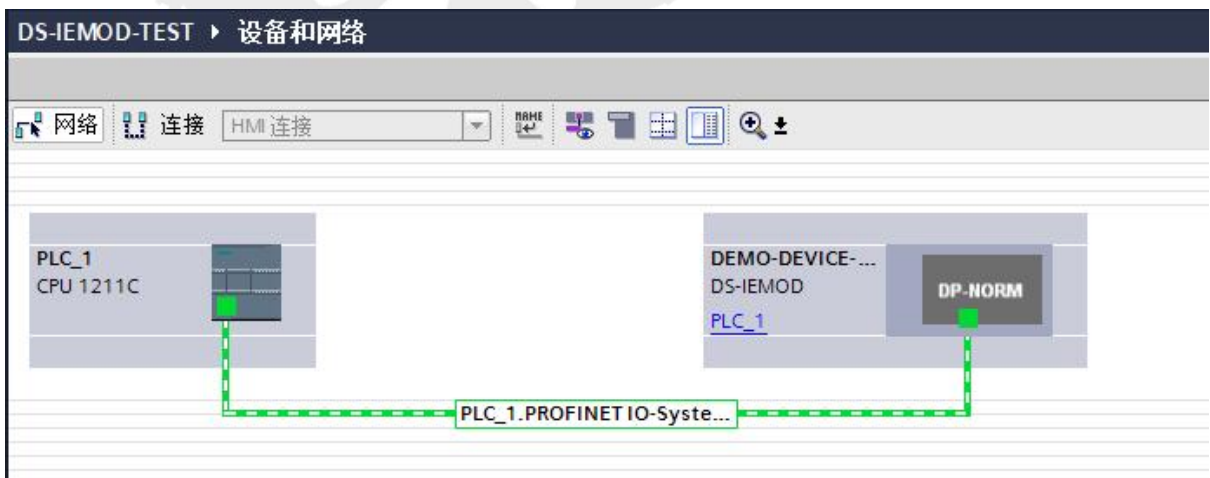 DS-IEMOD-TEST ▸ 设备和网络
网络 连接 HMI 连接 NAME ±
PLC_1
CPU 1211C
DEMO-DEVICE-...
DS-IEMOD
PLC_1
DP-NORM
PLC_1.PROFINET IO-Syste...